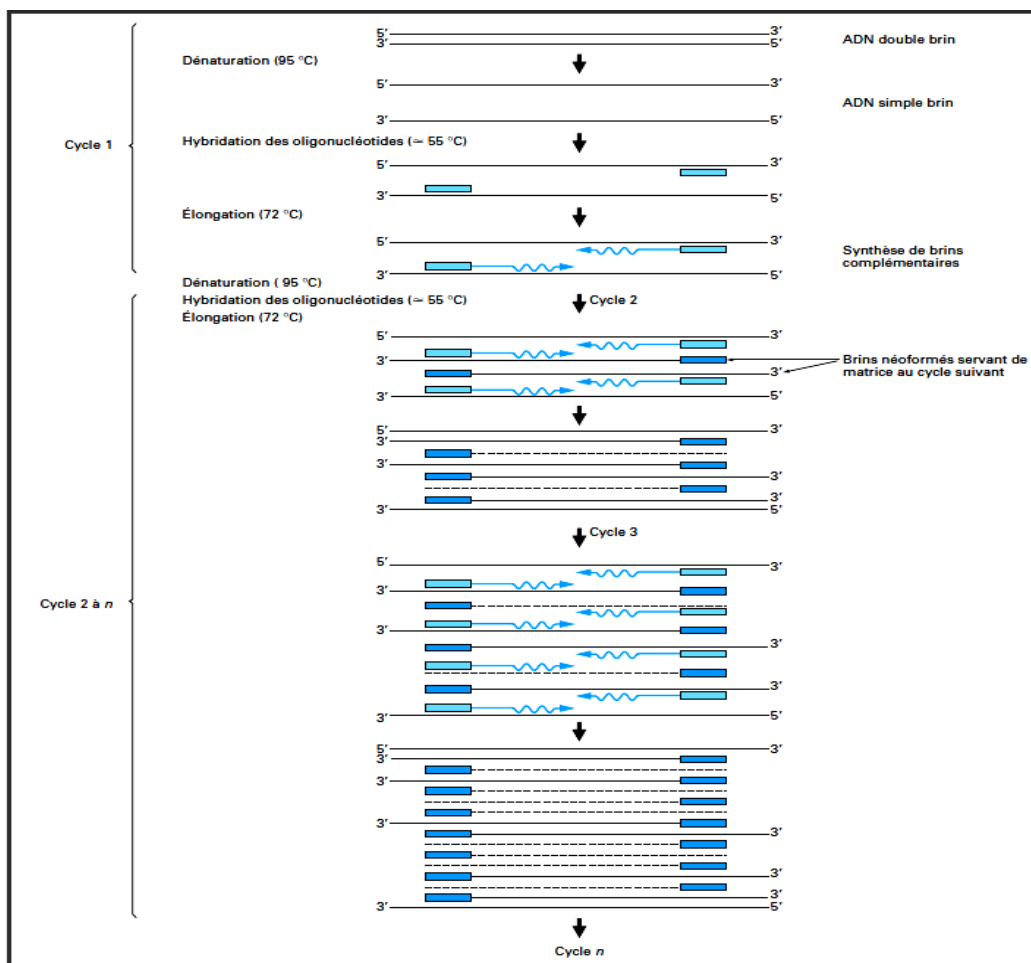 5′ 3′
3′ 5′
ADN double brin
Dénaturation (95 °C)
5′ 3′
ADN simple brin
3′ 5′
Cycle 1
Hybridation des oligonucléotides (≃ 55 °C)
5′ 3′
3′ 5′
Élongation (72 °C)
5′ 3′
Synthèse de brins
complémentaires
3′ 5′
Dénaturation ( 95 °C)
Hybridation des oligonucléotides (≃ 55 °C)
Élongation (72 °C)
Cycle 2
5′ 3′
3′
Brins néoformés servant de
matrice au cycle suivant
3′
3′ 5′
5′ 3′
3′
3′
3′
3′
3′ 5′
Cycle 3
5′ 3′
3′
Cycle 2 à n
3′
3′
3′
3′ 5′
5′ 3′
3′
3′
3′
3′
3′
3′
3′ 5′
Cycle n